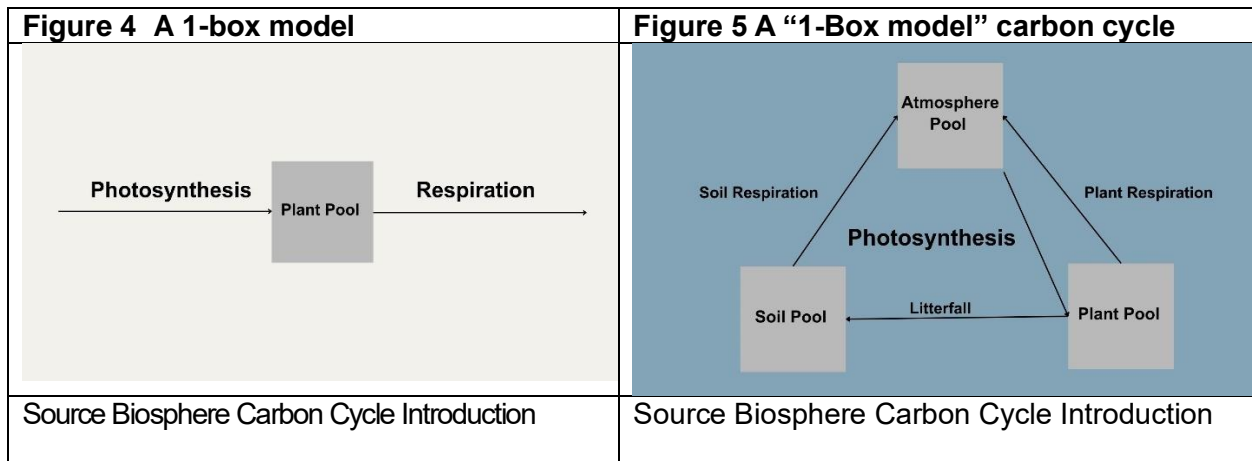 Figure 4 A 1-box model
Photosynthesis
Plant Pool
Respiration
Source Biosphere Carbon Cycle Introduction
Figure 5 A “1-Box model” carbon cycle
Atmosphere
Pool
Soil Respiration
Plant Respiration
Photosynthesis
Soil Pool
Litterfall
Plant Pool
Source Biosphere Carbon Cycle Introduction